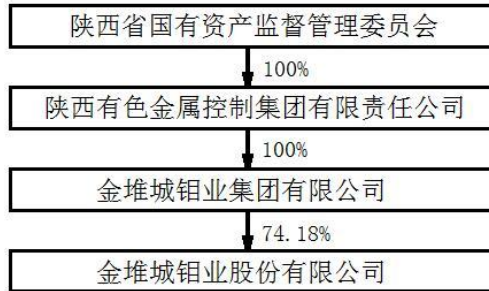 陕西省国有资产监督管理委员会
100%
陕西有色金属控制集团有限责任公司
100%
金堆城钼业集团有限公司
74.18%
金堆城钼业股份有限公司